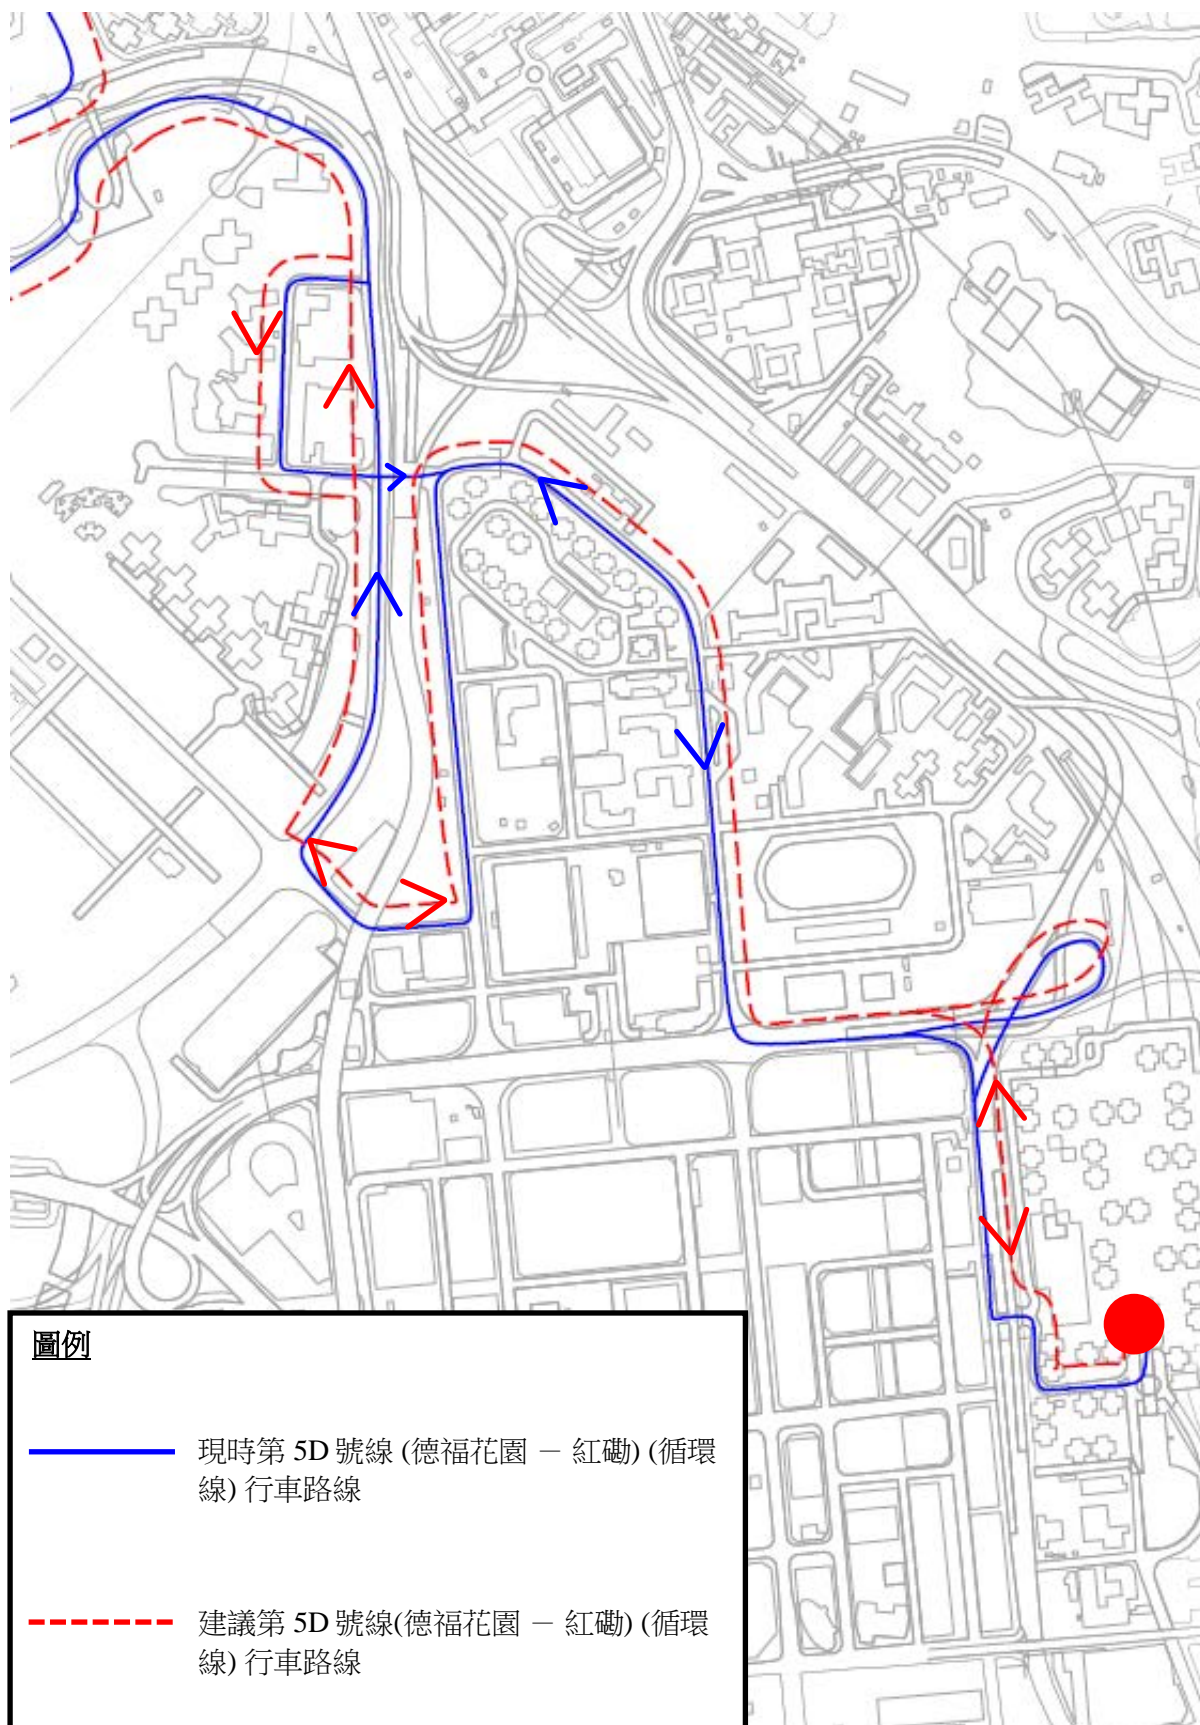 圖例
現時第 5D 號線 (德福花園 － 紅磡) (循環
線) 行車路線
建議第 5D 號線(德福花園 － 紅磡) (循環
線) 行車路線